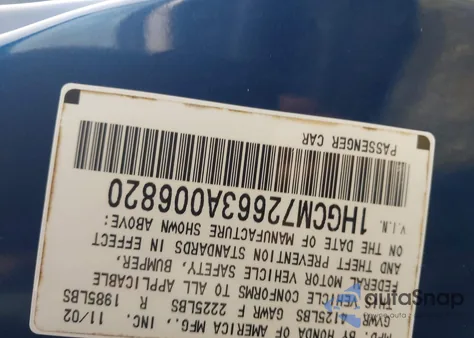 MFD. BY HONDA OF AMERICA MFG., INC. 11/02
GVWR 4125LBS GAWR F 2225LBS R 1985LBS
THIS VEHICLE CONFORMS TO ALL APPLICABLE
FEDERAL MOTOR VEHICLE SAFETY, BUMPER,
AND THEFT PREVENTION STANDARDS IN EFFECT
ON THE DATE OF MANUFACTURE SHOWN ABOVE:
V.I.N. 1HGCM72663A006820
PASSENGER CAR
autoSnap